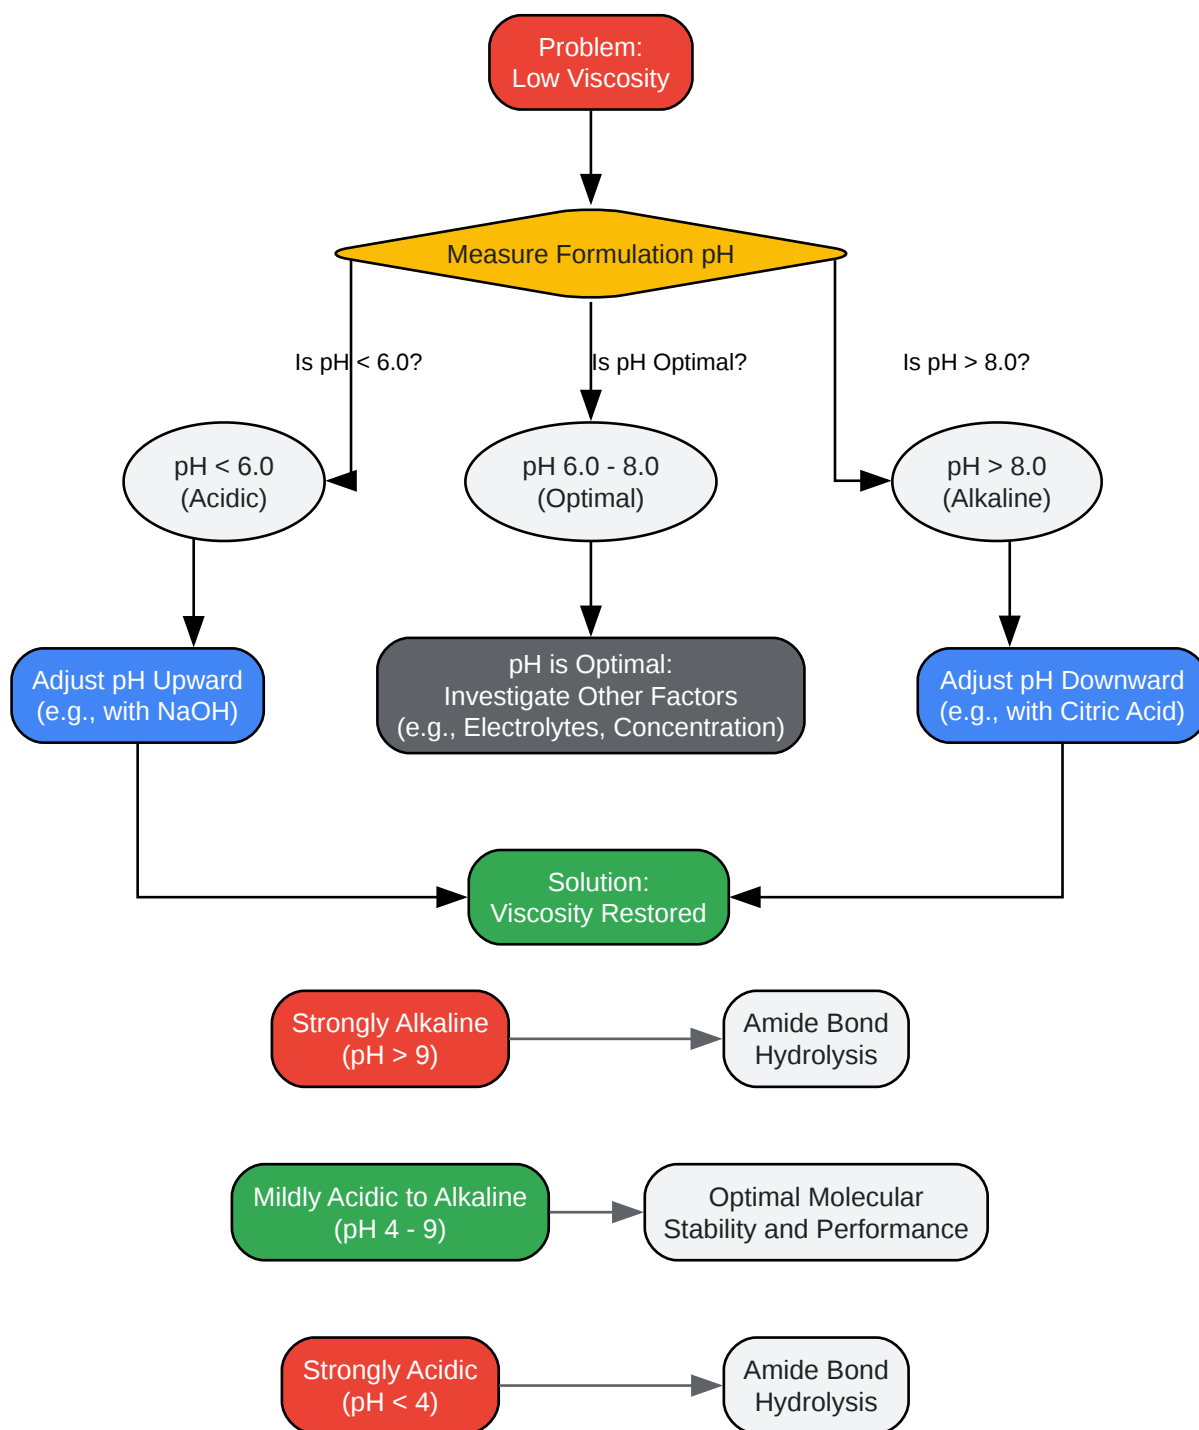 Problem:
Low Viscosity
Measure Formulation pH
Is pH < 6.0?
Is pH Optimal?
Is pH > 8.0?
pH < 6.0
(Acidic)
pH 6.0 - 8.0
(Optimal)
pH > 8.0
(Alkaline)
Adjust pH Upward
(e.g., with NaOH)
pH is Optimal:
Investigate Other Factors
(e.g., Electrolytes, Concentration)
Adjust pH Downward
(e.g., with Citric Acid)
Solution:
Viscosity Restored
Strongly Alkaline
(pH > 9)
Amide Bond
Hydrolysis
Mildly Acidic to Alkaline
(pH 4 - 9)
Optimal Molecular
Stability and Performance
Strongly Acidic
(pH < 4)
Amide Bond
Hydrolysis